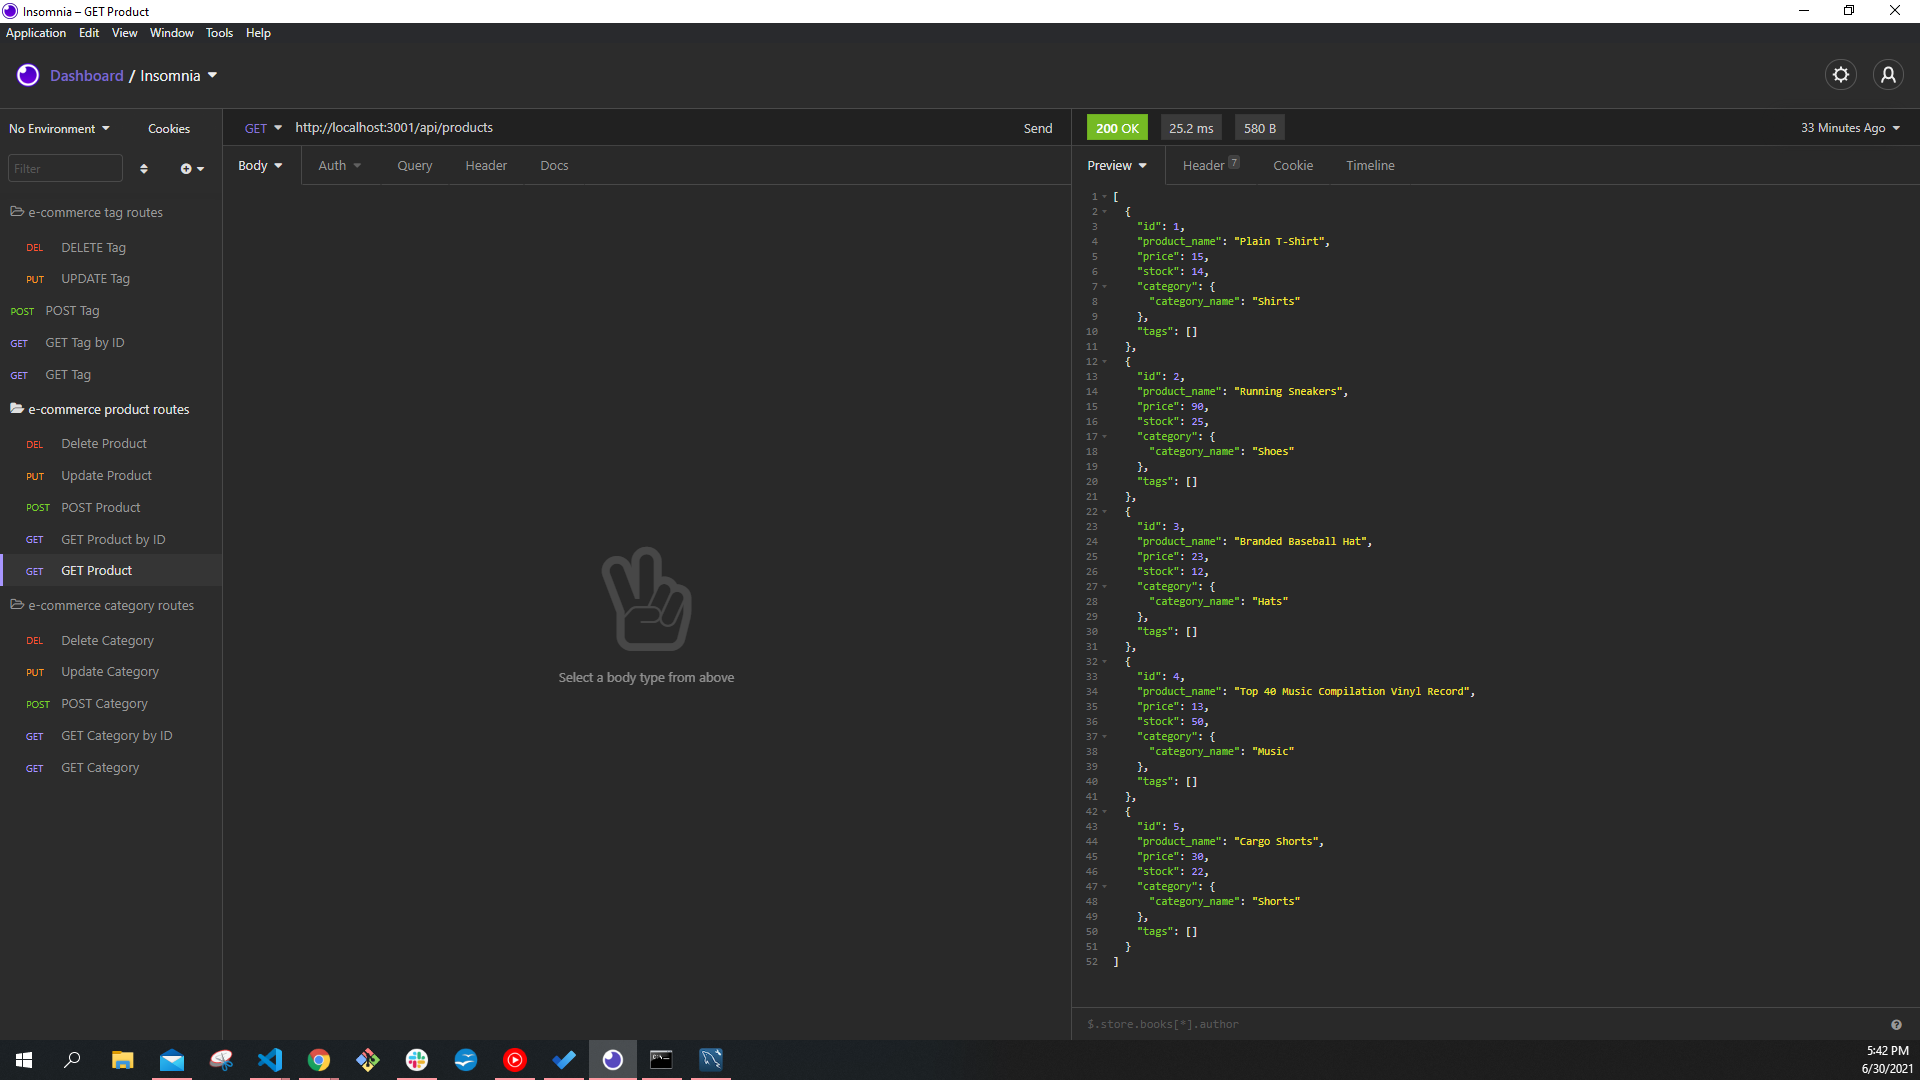 Insomnia – GET Product
Application Edit View Window Tools Help
Dashboard / Insomnia
No Environment Cookies
Filter
e-commerce tag routes
DEL DELETE Tag
PUT UPDATE Tag
POST POST Tag
GET GET Tag by ID
GET GET Tag
e-commerce product routes
DEL Delete Product
PUT Update Product
POST POST Product
GET GET Product by ID
GET GET Product
e-commerce category routes
DEL Delete Category
PUT Update Category
POST POST Category
GET GET Category by ID
GET GET Category
GET http://localhost:3001/api/products Send
Body Auth Query Header Docs
Select a body type from above
200 OK 25.2 ms 580 B 33 Minutes Ago
Preview Header 7 Cookie Timeline
1 [
2 {
3 "id": 1,
4 "product_name": "Plain T-Shirt",
5 "price": 15,
6 "stock": 14,
7 "category": {
8 "category_name": "Shirts"
9 },
10 "tags": []
11 },
12 {
13 "id": 2,
14 "product_name": "Running Sneakers",
15 "price": 90,
16 "stock": 25,
17 "category": {
18 "category_name": "Shoes"
19 },
20 "tags": []
21 },
22 {
23 "id": 3,
24 "product_name": "Branded Baseball Hat",
25 "price": 23,
26 "stock": 12,
27 "category": {
28 "category_name": "Hats"
29 },
30 "tags": []
31 },
32 {
33 "id": 4,
34 "product_name": "Top 40 Music Compilation Vinyl Record",
35 "price": 13,
36 "stock": 50,
37 "category": {
38 "category_name": "Music"
39 },
40 "tags": []
41 },
42 {
43 "id": 5,
44 "product_name": "Cargo Shorts",
45 "price": 30,
46 "stock": 22,
47 "category": {
48 "category_name": "Shorts"
49 },
50 "tags": []
51 }
52 ]
$.store.books[*].author
5:42 PM
6/30/2021